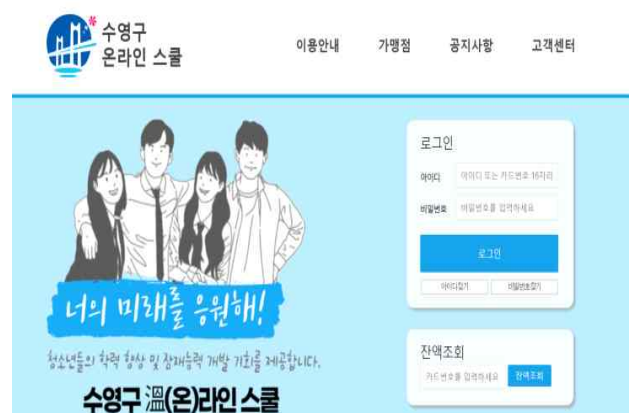 수영구
온라인 스쿨
이용안내 가맹점 공지사항 고객센터
로그인
아이디 아이디 또는 카드번호 16자리
비밀번호 비밀번호를 입력하세요
로그인
아이디찾기 비밀번호찾기
잔액조회
카드번호를 입력하세요 잔액조회
너의 미래를 응원해!
청소년들의 학력 향상 및 잠재능력 개발 기회를 제공합니다.
수영구 溫(온)라인 스쿨